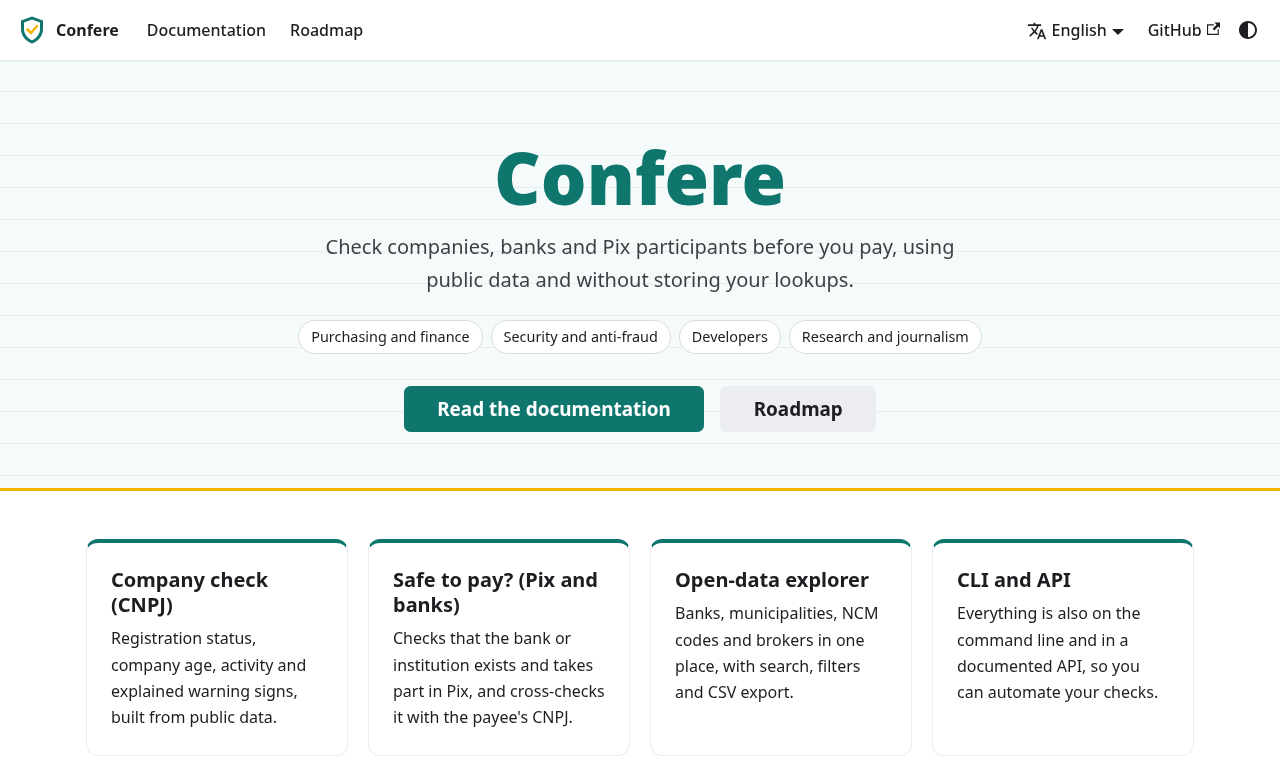 Confere
Documentation
Roadmap
English
GitHub
Confere
Check companies, banks and Pix participants before you pay, using
public data and without storing your lookups.
Purchasing and finance
Security and anti-fraud
Developers
Research and journalism
Read the documentation
Roadmap
Company check
(CNPJ)
Registration status,
company age, activity and
explained warning signs,
built from public data.
Safe to pay? (Pix and
banks)
Checks that the bank or
institution exists and takes
part in Pix, and cross-checks
it with the payee's CNPJ.
Open-data explorer
Banks, municipalities, NCM
codes and brokers in one
place, with search, filters
and CSV export.
CLI and API
Everything is also on the
command line and in a
documented API, so you
can automate your checks.